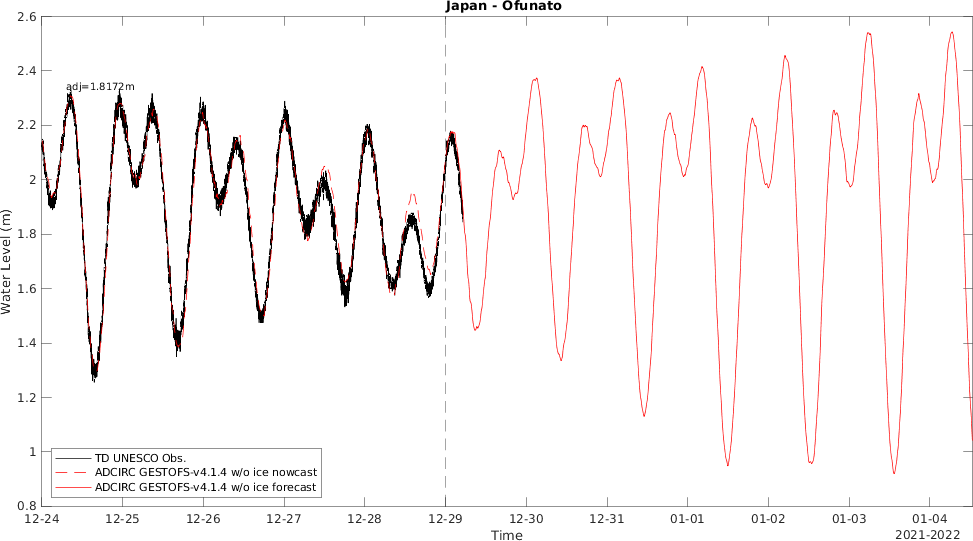 Japan - Ofunato
2.6
2.4
2.2
2
1.8
1.6
1.4
1.2
1
0.8
Water Level (m)
adj=1.8172m
TD UNESCO Obs.
ADCIRC GESTOFS-v4.1.4 w/o ice nowcast
ADCIRC GESTOFS-v4.1.4 w/o ice forecast
12-24 12-25 12-26 12-27 12-28 12-29 12-30 12-31 01-01 01-02 01-03 01-04
Time
2021-2022